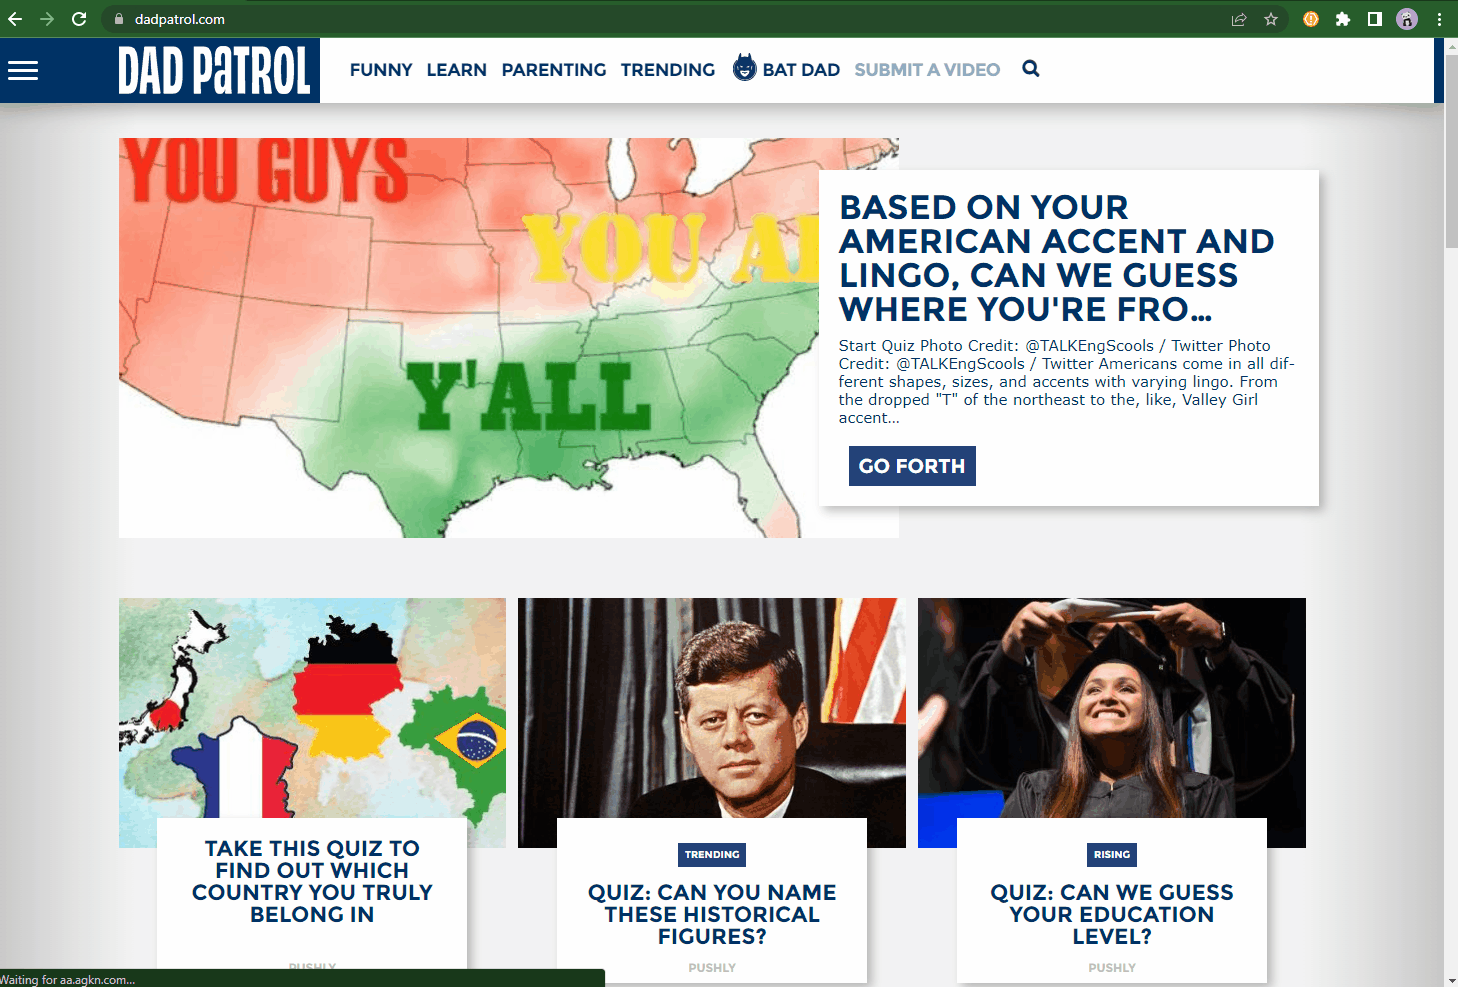 dadpatrol.com
DAD PaTROL
FUNNY LEARN PARENTING TRENDING BAT DAD SUBMIT A VIDEO
YOU GUYS
YOU Al
Y'ALL
BASED ON YOUR
AMERICAN ACCENT AND
LINGO, CAN WE GUESS
WHERE YOU'RE FRO...
Start Quiz Photo Credit: @TALKEngScools / Twitter Photo
Credit: @TALKEngScools / Twitter Americans come in all dif-
ferent shapes, sizes, and accents with varying lingo. From
the dropped "T" of the northeast to the, like, Valley Girl
accent...
GO FORTH
TAKE THIS QUIZ TO
FIND OUT WHICH
COUNTRY YOU TRULY
BELONG IN
PUSHLY
TRENDING
QUIZ: CAN YOU NAME
THESE HISTORICAL
FIGURES?
PUSHLY
RISING
QUIZ: CAN WE GUESS
YOUR EDUCATION
LEVEL?
PUSHLY
Waiting for aa.agkn.com...